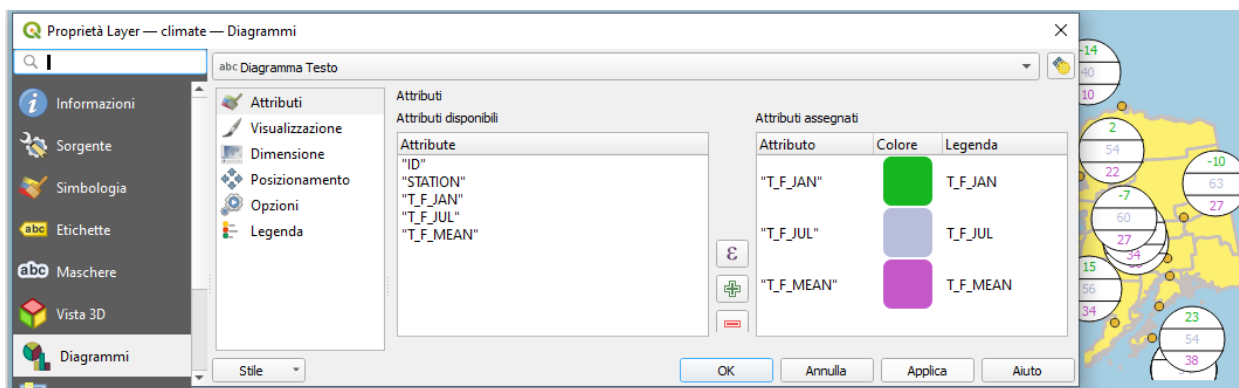 Proprietà Layer — climate — Diagrammi
abc Diagramma Testo
Informazioni
Sorgente
Simbologia
abc Etichette
abc Maschere
Vista 3D
Diagrammi
Attributi
Visualizzazione
Dimensione
Posizionamento
Opzioni
Legenda
Stile
Attributi
Attributi disponibili
Attribute
"ID"
"STATION"
"T_F_JAN"
"T_F_JUL"
"T_F_MEAN"
ε
Attributi assegnati
Attributo Colore Legenda
"T_F_JAN" T_F_JAN
"T_F_JUL" T_F_JUL
"T_F_MEAN" T_F_MEAN
OK Annulla Applica Aiuto
-14
40
10
2
54
22
-10
63
27
-7
60
27
34
15
56
34
23
54
38